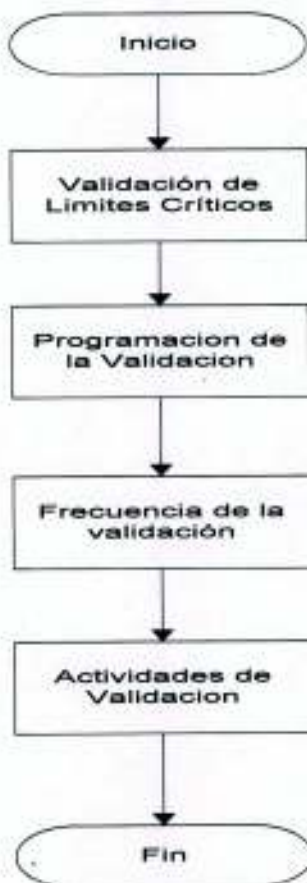 Inicio
Validación de
Limites Críticos
Programacion de
la Validacion
Frecuencia de la
validación
Actividades de
Validacion
Fin